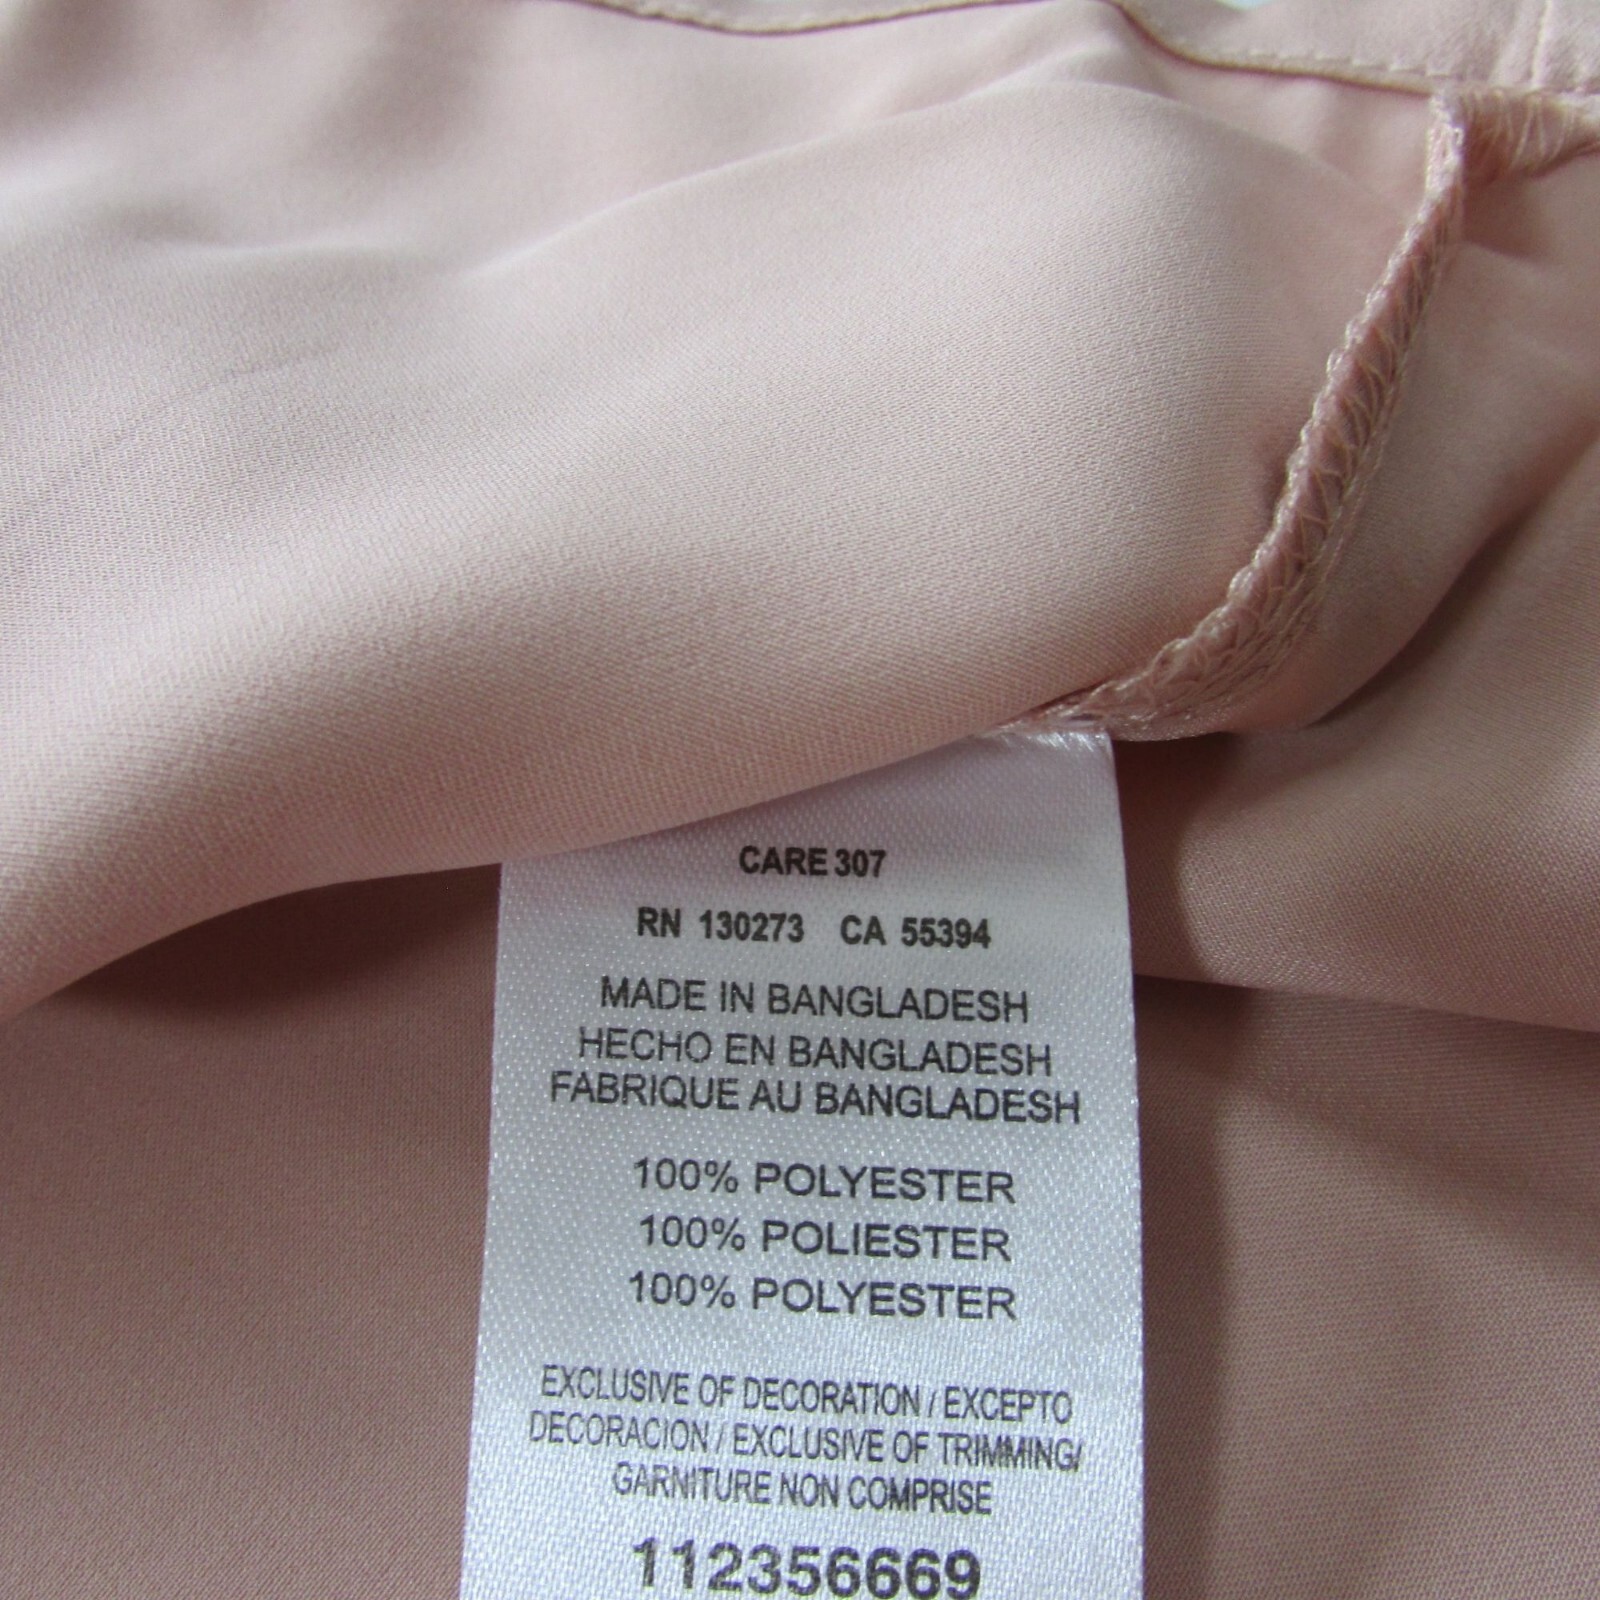 CARE 307
RN 130273 CA 55394
MADE IN BANGLADESH
HECHO EN BANGLADESH
FABRIQUE AU BANGLADESH
100% POLYESTER
100% POLIESTER
100% POLYESTER
EXCLUSIVE OF DECORATION / EXCEPTO
DECORACION / EXCLUSIVE OF TRIMMING/
GARNITURE NON COMPRISE
112356669